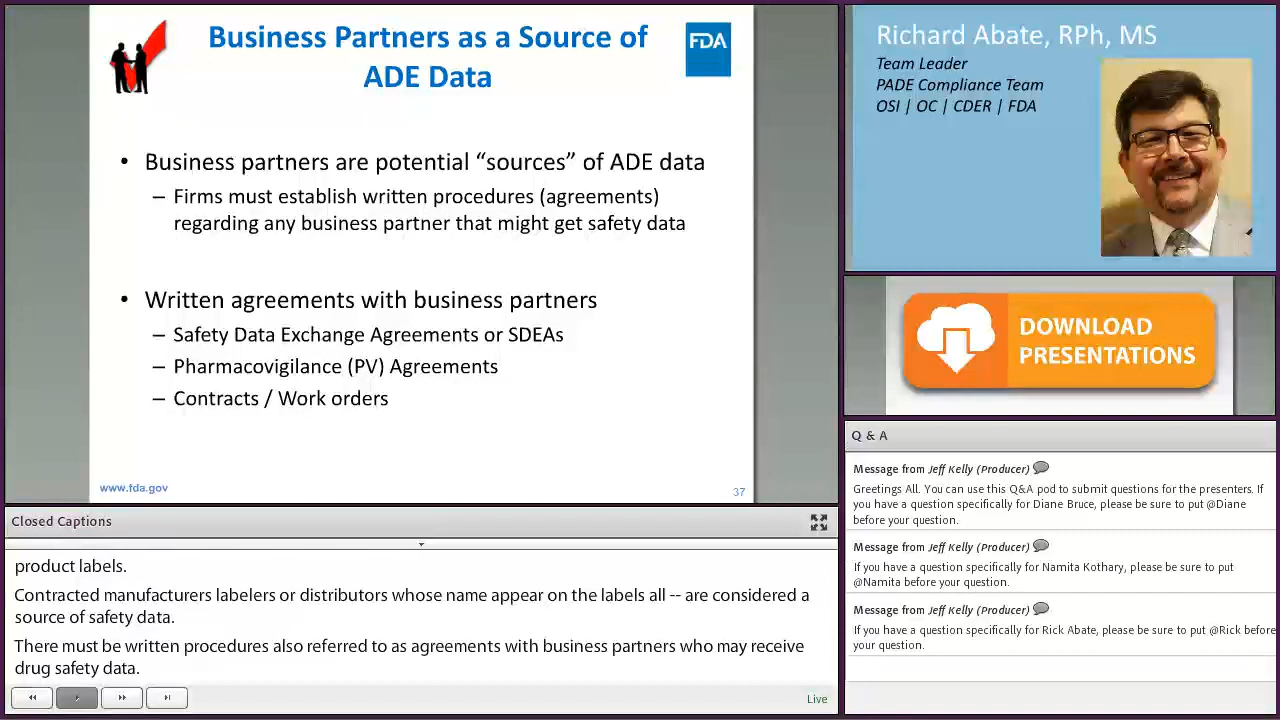 Business Partners as a Source of
ADE Data
FDA
• Business partners are potential “sources” of ADE data
– Firms must establish written procedures (agreements)
regarding any business partner that might get safety data
• Written agreements with business partners
– Safety Data Exchange Agreements or SDEAs
– Pharmacovigilance (PV) Agreements
– Contracts / Work orders
www.fda.gov
37
Closed Captions
product labels.
Contracted manufacturers labelers or distributors whose name appear on the labels all -- are considered a
source of safety data.
There must be written procedures also referred to as agreements with business partners who may receive
drug safety data.
Live
Richard Abate, RPh, MS
Team Leader
PADE Compliance Team
OSI | OC | CDER | FDA
DOWNLOAD
PRESENTATIONS
Q & A
Message from Jeff Kelly (Producer)
Greetings All. You can use this Q&A pod to submit questions for the presenters. If
you have a question specifically for Diane Bruce, please be sure to put @Diane
before your question.
Message from Jeff Kelly (Producer)
If you have a question specifically for Namita Kothary, please be sure to put
@Namita before your question.
Message from Jeff Kelly (Producer)
If you have a question specifically for Rick Abate, please be sure to put @Rick before
your question.